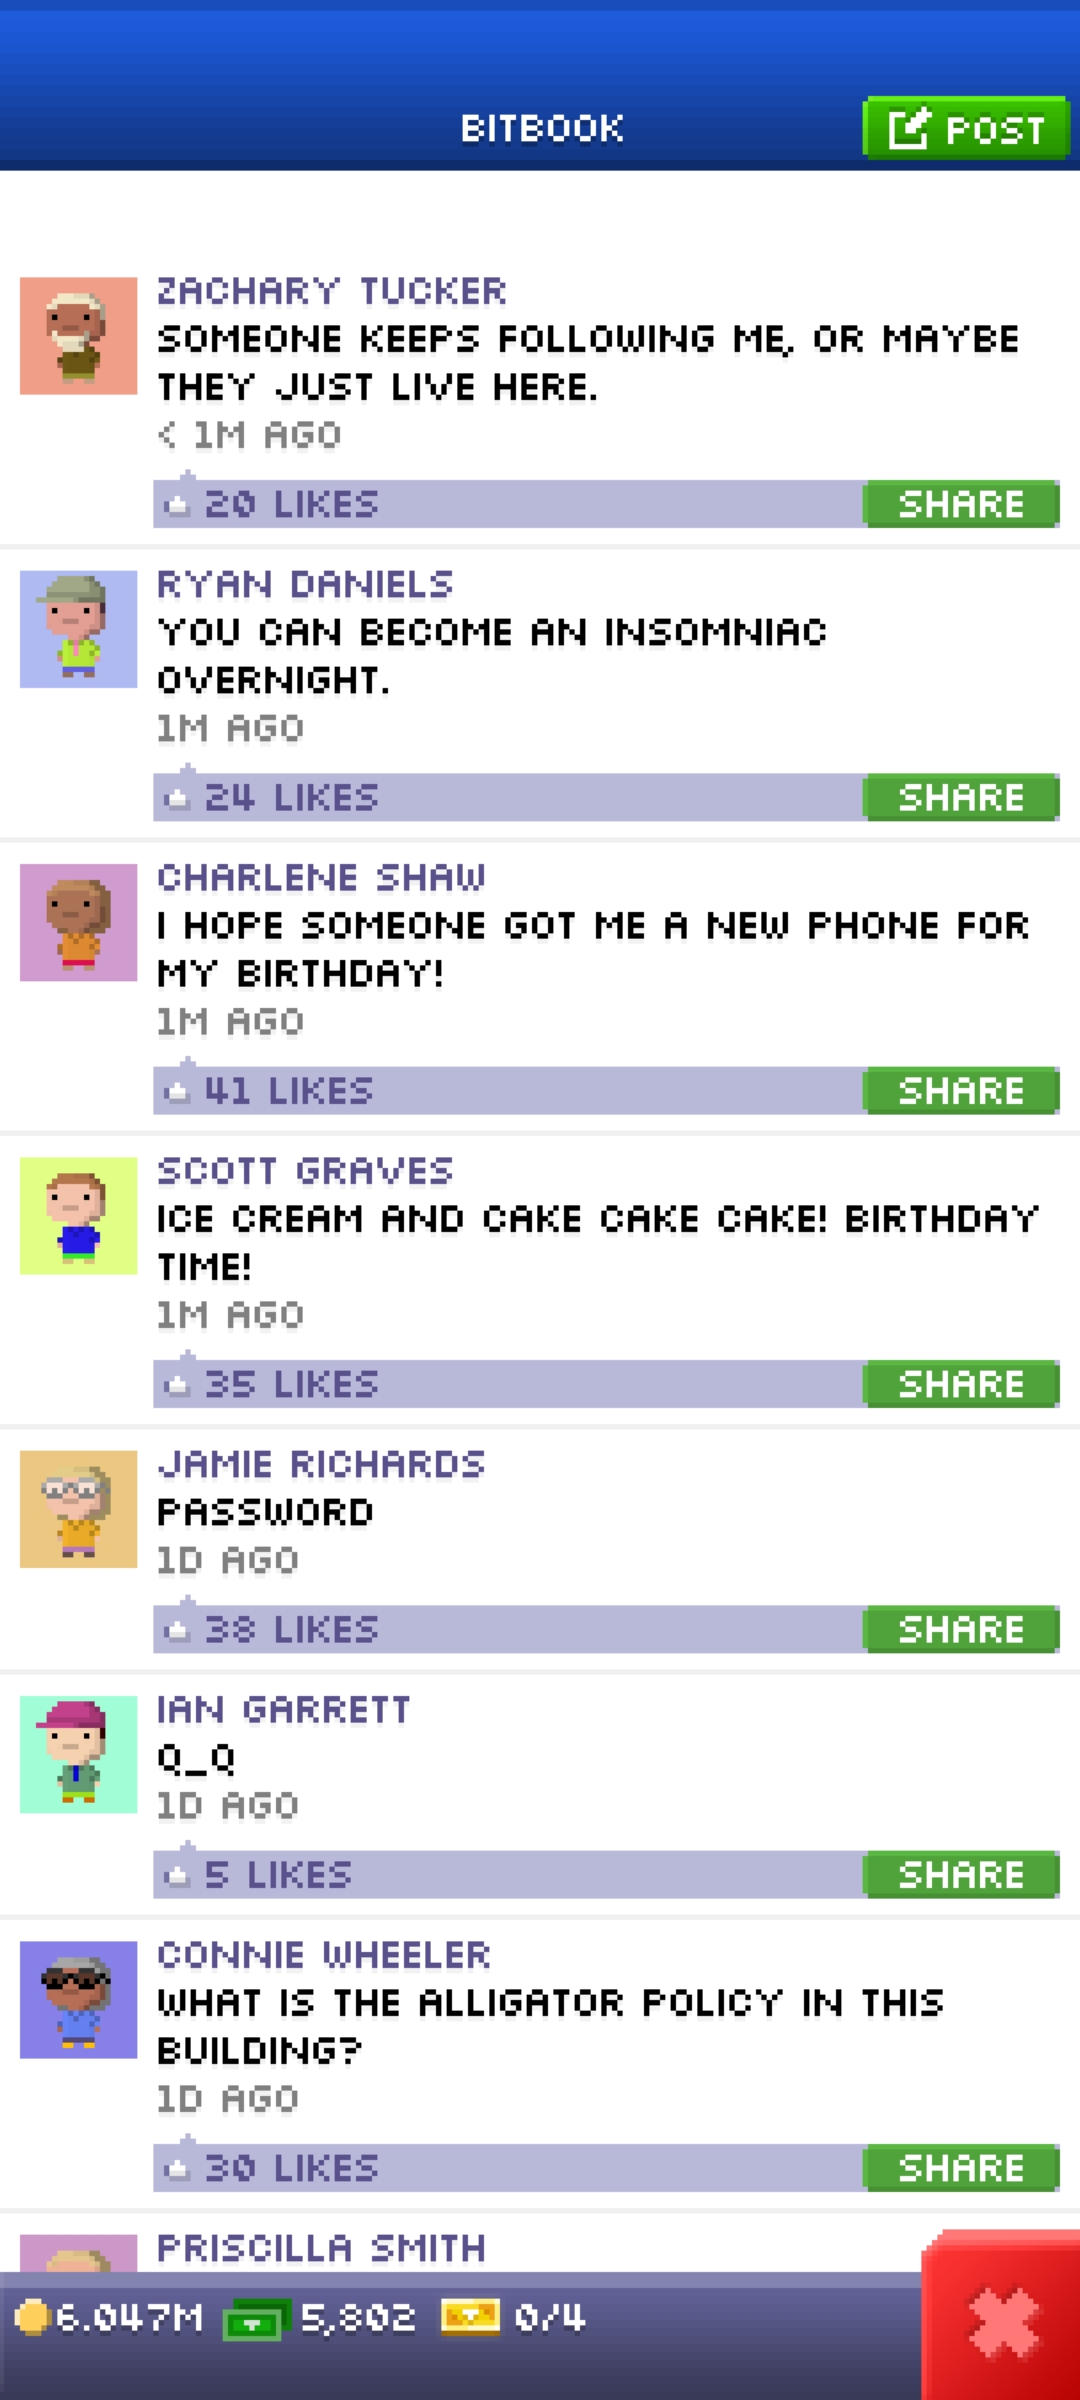 BITBOOK
POST
ZACHARY TUCKER
SOMEONE KEEPS FOLLOWING ME, OR MAYBE
THEY JUST LIVE HERE.
< 1M AGO
20 LIKES
SHARE
RYAN DANIELS
YOU CAN BECOME AN INSOMNIAC
OVERNIGHT.
1M AGO
24 LIKES
SHARE
CHARLENE SHAW
I HOPE SOMEONE GOT ME A NEW PHONE FOR
MY BIRTHDAY!
1M AGO
41 LIKES
SHARE
SCOTT GRAVES
ICE CREAM AND CAKE CAKE CAKE! BIRTHDAY
TIME!
1M AGO
35 LIKES
SHARE
JAMIE RICHARDS
PASSWORD
1D AGO
38 LIKES
SHARE
IAN GARRETT
Q_Q
1D AGO
5 LIKES
SHARE
CONNIE WHEELER
WHAT IS THE ALLIGATOR POLICY IN THIS
BUILDING?
1D AGO
30 LIKES
SHARE
PRISCILLA SMITH
6.047M 5,802 0/4